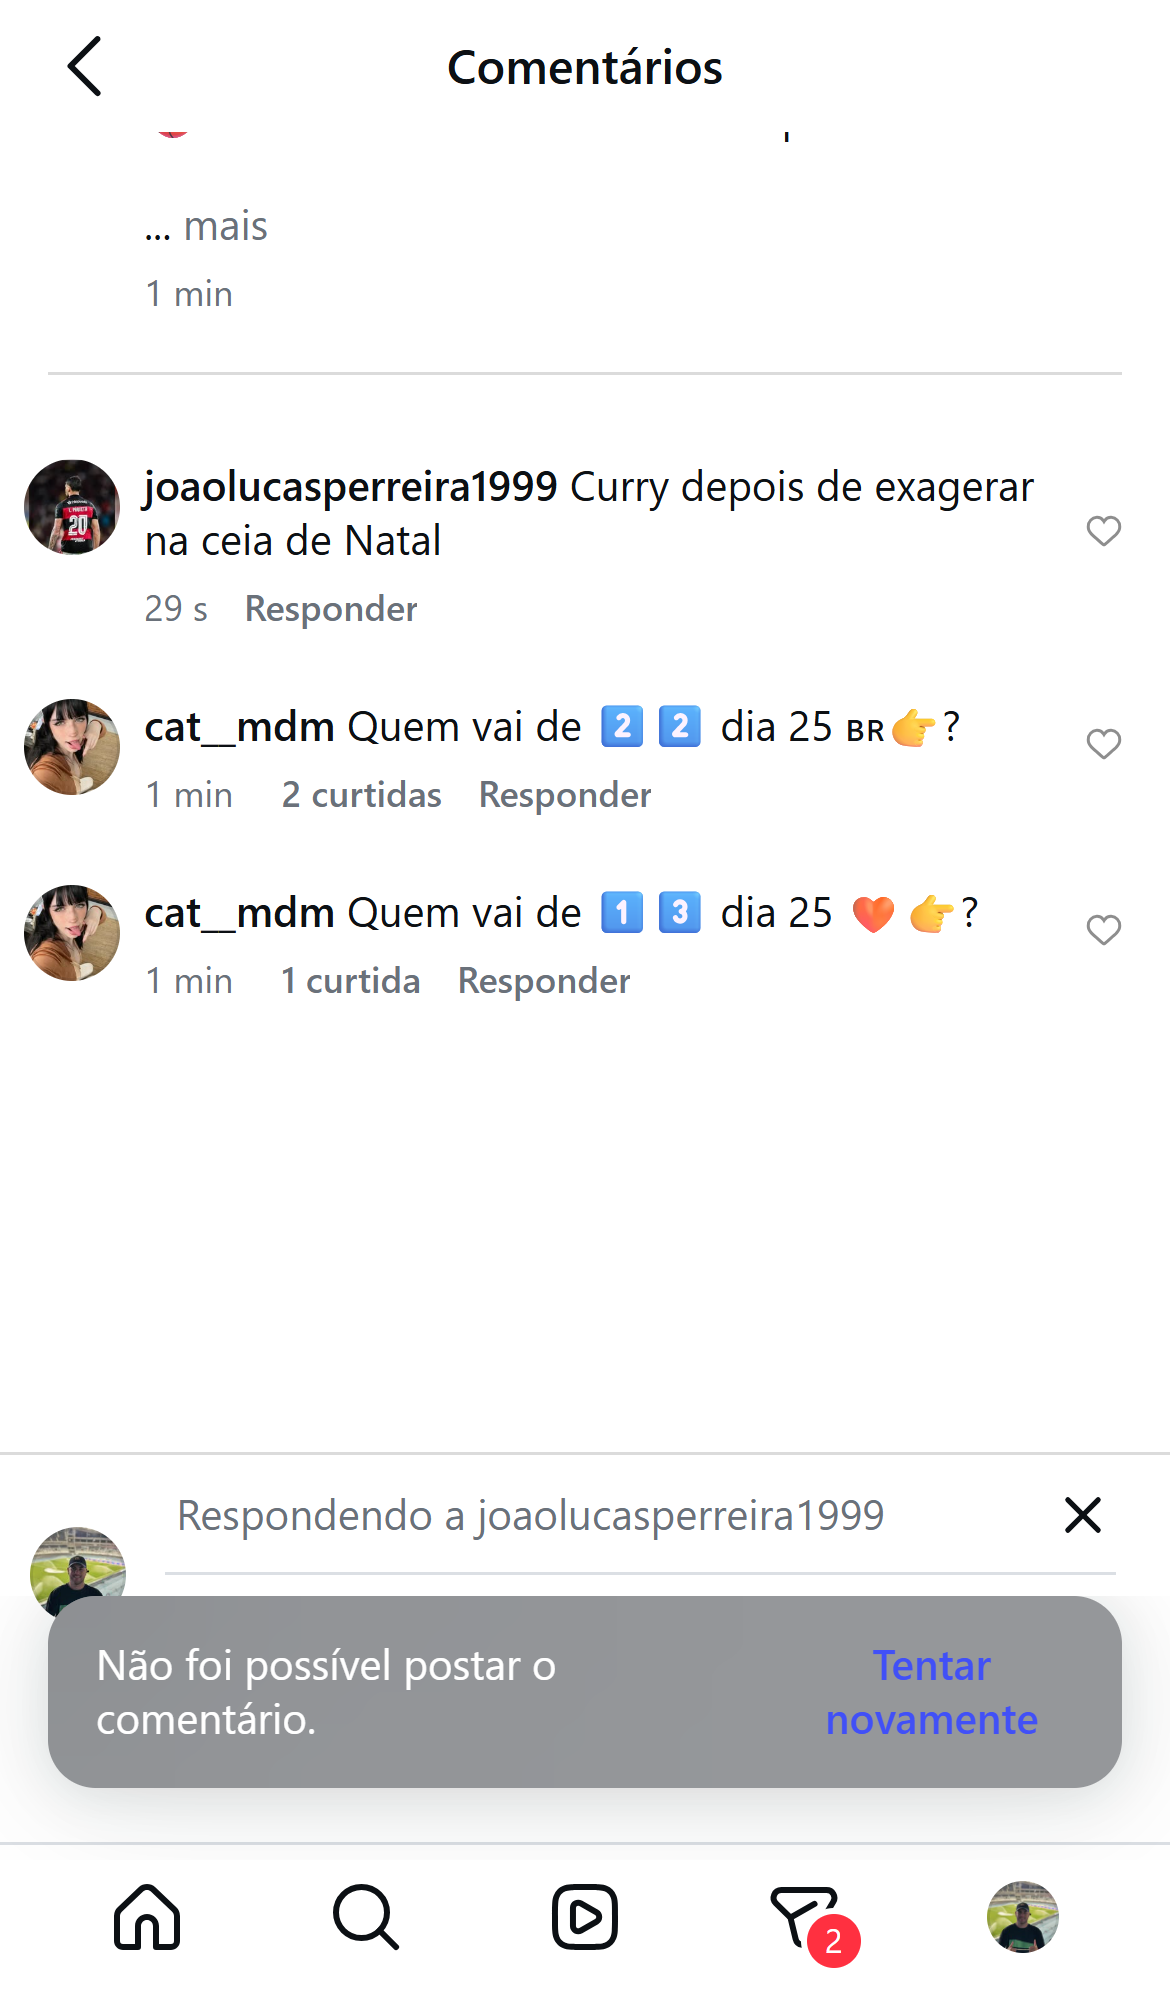 Comentários
... mais
1 min
joaolucasperreira1999 Curry depois de exagerar
na ceia de Natal
29 s Responder
cat__mdm Quem vai de 2️⃣ 2️⃣ dia 25 ʙʀ👉?
1 min 2 curtidas Responder
cat__mdm Quem vai de 1️⃣ 3️⃣ dia 25 ❤️ 👉?
1 min 1 curtida Responder
Respondendo a joaolucasperreira1999
Não foi possível postar o
comentário.
Tentar
novamente
2